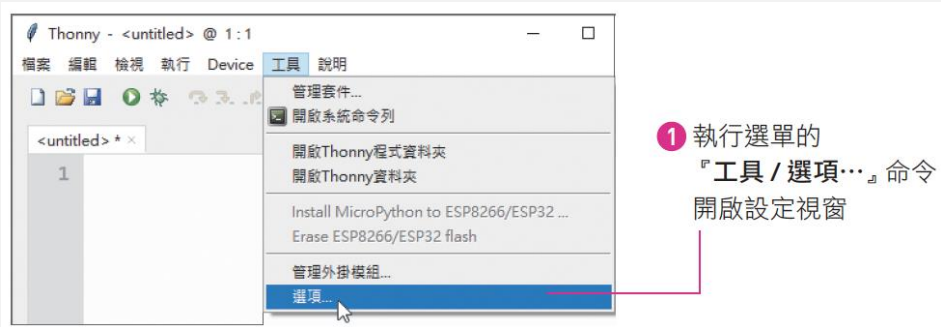 Thonny - <untitled> @ 1 : 1
檔案 編輯 檢視 執行 Device 工具 說明
<untitled> * ×
1
管理套件...
開啟系統命令列
開啟Thonny程式資料夾
開啟Thonny資料夾
Install MicroPython to ESP8266/ESP32 ...
Erase ESP8266/ESP32 flash
管理外掛模組...
選項...
1 執行選單的
『工具 / 選項…』命令
開啟設定視窗